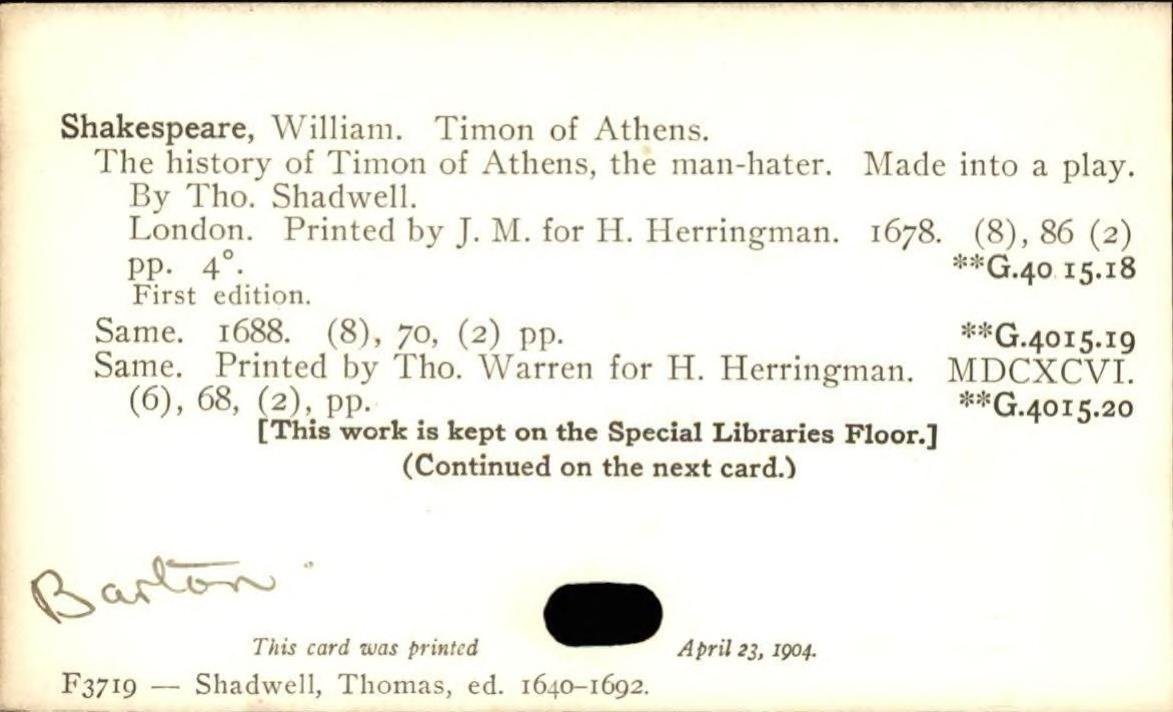 Shakespeare, William. Timon of Athens.
The history of Timon of Athens, the man-hater. Made into a play.
By Tho. Shadwell.
London. Printed by J. M. for H. Herringman. 1678. (8), 86 (2)
pp. 4°. **G.40 15.18
First edition.
Same. 1688. (8), 70, (2) pp. **G.4015.19
Same. Printed by Tho. Warren for H. Herringman. MDCXCVI.
(6), 68, (2), pp. **G.4015.20
[This work is kept on the Special Libraries Floor.]
(Continued on the next card.)
Barton
This card was printed April 23, 1904.
F3719 — Shadwell, Thomas, ed. 1640-1692.